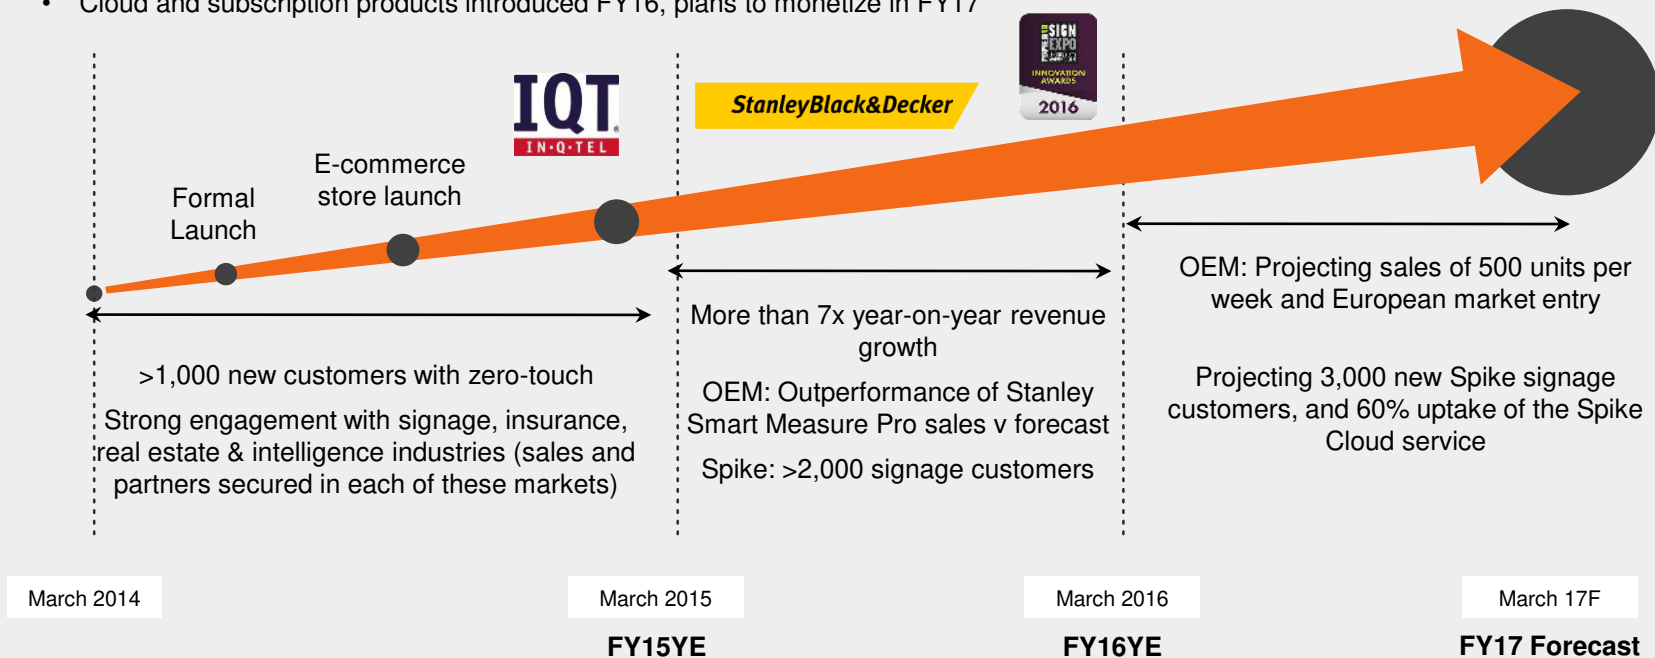 • Cloud and subscription products introduced FY16, plans to monetize in FY17
SIGN
EXPO
INNOVATION
AWARDS
2016
IQT
IN•Q•TEL
StanleyBlack&Decker
E-commerce
store launch
Formal
Launch
>1,000 new customers with zero-touch
Strong engagement with signage, insurance,
real estate & intelligence industries (sales and
partners secured in each of these markets)
More than 7x year-on-year revenue
growth
OEM: Outperformance of Stanley
Smart Measure Pro sales v forecast
Spike: >2,000 signage customers
OEM: Projecting sales of 500 units per
week and European market entry
Projecting 3,000 new Spike signage
customers, and 60% uptake of the Spike
Cloud service
March 2014
March 2015
March 2016
March 17F
FY15YE
FY16YE
FY17 Forecast